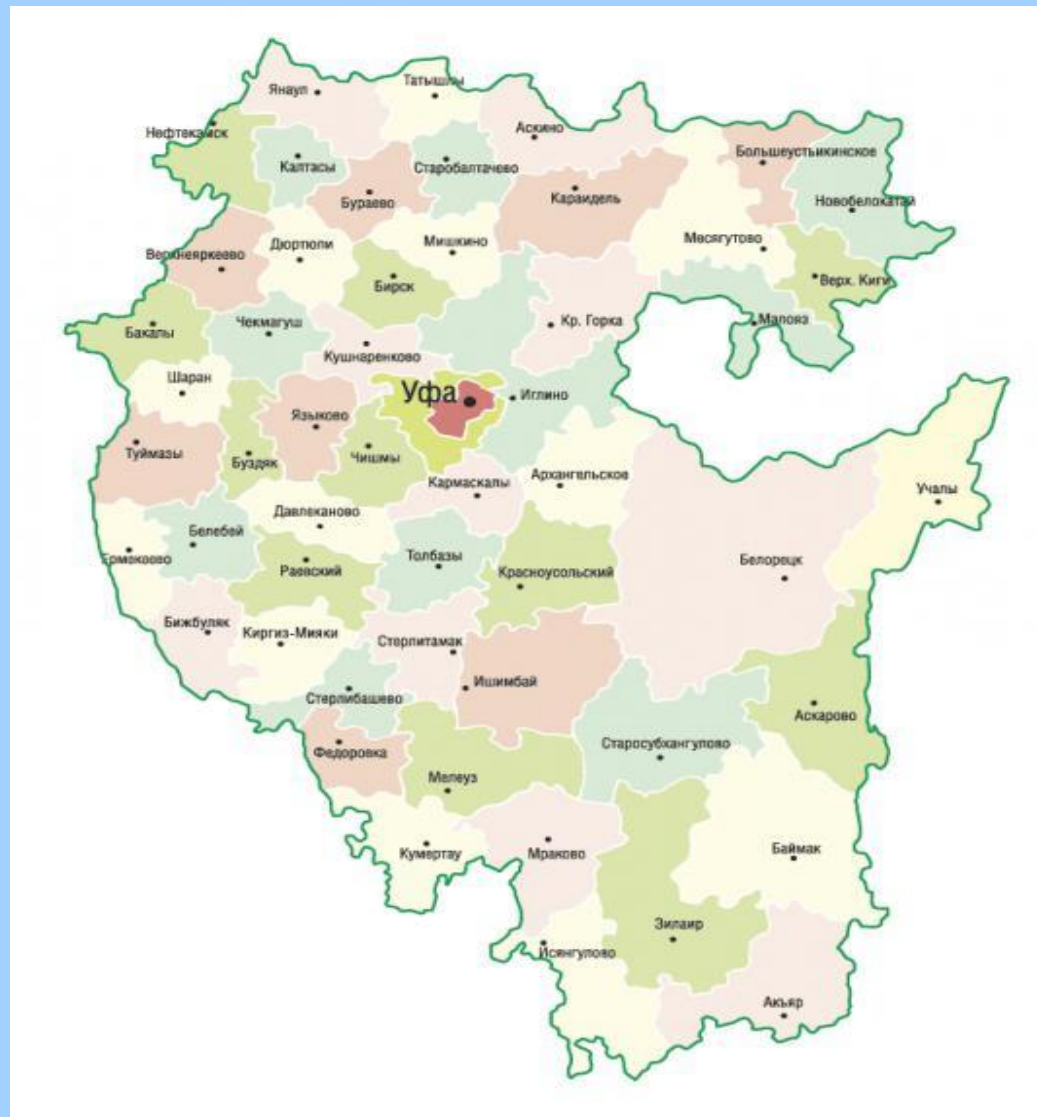 Татышлы
Янаул
Нефтекамск
Аскино
Большеустьикинское
Калтасы
Старобалтачево
Караидель
Бураево
Новобелокатай
Дюртюли
Мишкино
Месягутово
Верхнеяркеево
Верх. Киги
Бирск
Малояз
Чекмагуш
Кр. Горка
Бакалы
Кушнаренково
Шаран
Уфа
Иглино
Языково
Туймазы
Буздяк
Чишмы
Архангельское
Кармаскалы
Учалы
Давлеканово
Белебей
Ермекеево
Толбазы
Белорецк
Раевский
Красноусольский
Бижбуляк
Киргиз-Мияки
Стерлитамак
Ишимбай
Стерлибашево
Аскарово
Старосубхангулово
Федоровка
Мелеуз
Баймак
Кумертау
Мраково
Зилаир
Исянгулово
Акъяр